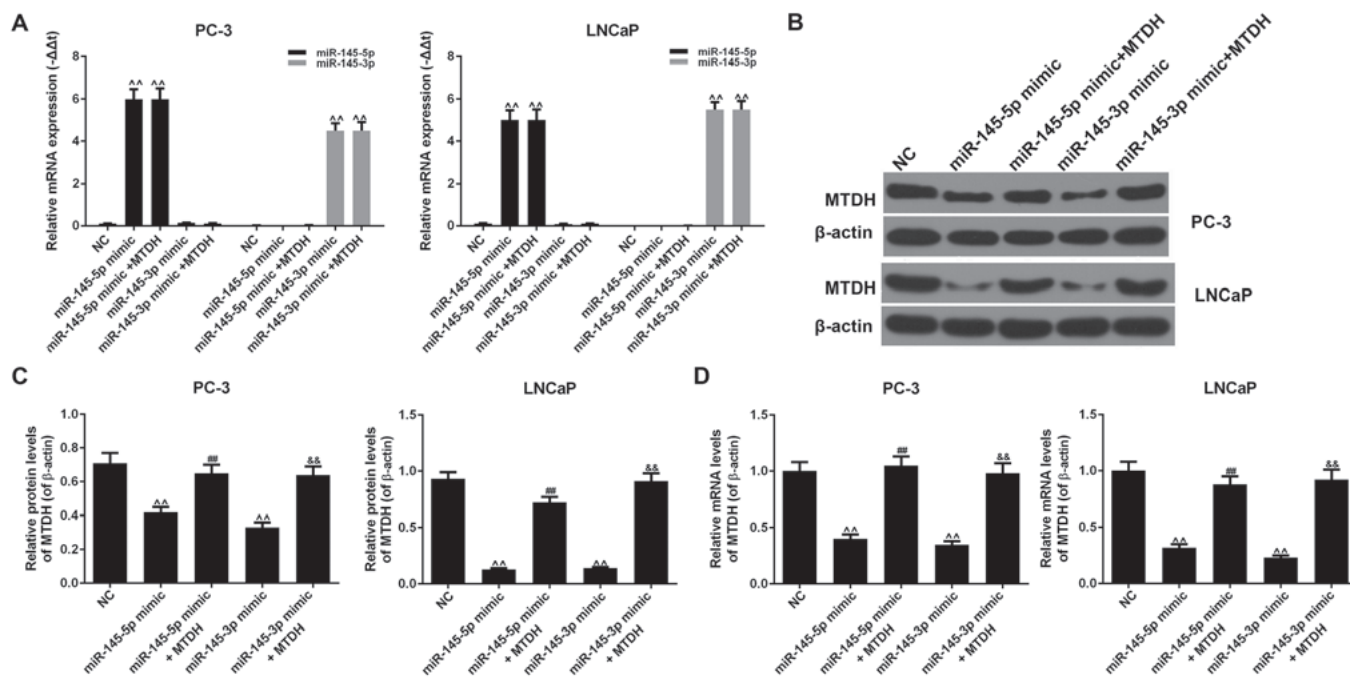 A
PC-3
miR-145-5p
miR-145-3p
Relative mRNA expression (-ΔΔt)
8
6
4
2
0
^^
^^
^^
^^
NC
miR-145-5p mimic
miR-145-5p mimic +MTDH
miR-145-3p mimic
miR-145-3p mimic +MTDH
NC
miR-145-5p mimic
miR-145-5p mimic +MTDH
miR-145-3p mimic
miR-145-3p mimic +MTDH
LNCaP
miR-145-5p
miR-145-3p
Relative mRNA expression (-ΔΔt)
8
6
4
2
0
^^
^^
^^
^^
NC
miR-145-5p mimic
miR-145-5p mimic +MTDH
miR-145-3p mimic
miR-145-3p mimic +MTDH
NC
miR-145-5p mimic
miR-145-5p mimic +MTDH
miR-145-3p mimic
miR-145-3p mimic +MTDH
B
NC
miR-145-5p mimic
miR-145-5p mimic+MTDH
miR-145-3p mimic
miR-145-3p mimic+MTDH
MTDH
β-actin
PC-3
MTDH
β-actin
LNCaP
C
PC-3
Relative protein levels
of MTDH (of β-actin)
1.0
0.8
0.6
0.4
0.2
0.0
^^
##
^^
&&
NC
miR-145-5p mimic
miR-145-5p mimic
+ MTDH
miR-145-3p mimic
miR-145-3p mimic
+ MTDH
LNCaP
Relative protein levels
of MTDH (of β-actin)
1.5
1.0
0.5
0.0
^^
##
^^
&&
NC
miR-145-5p mimic
miR-145-5p mimic
+ MTDH
miR-145-3p mimic
miR-145-3p mimic
+ MTDH
D
PC-3
Relative mRNA levels
of MTDH (of β-actin)
1.5
1.0
0.5
0.0
^^
##
^^
&&
NC
miR-145-5p mimic
miR-145-5p mimic
+ MTDH
miR-145-3p mimic
miR-145-3p mimic
+ MTDH
LNCaP
Relative mRNA levels
of MTDH (of β-actin)
1.5
1.0
0.5
0.0
^^
##
^^
&&
NC
miR-145-5p mimic
miR-145-5p mimic
+ MTDH
miR-145-3p mimic
miR-145-3p mimic
+ MTDH